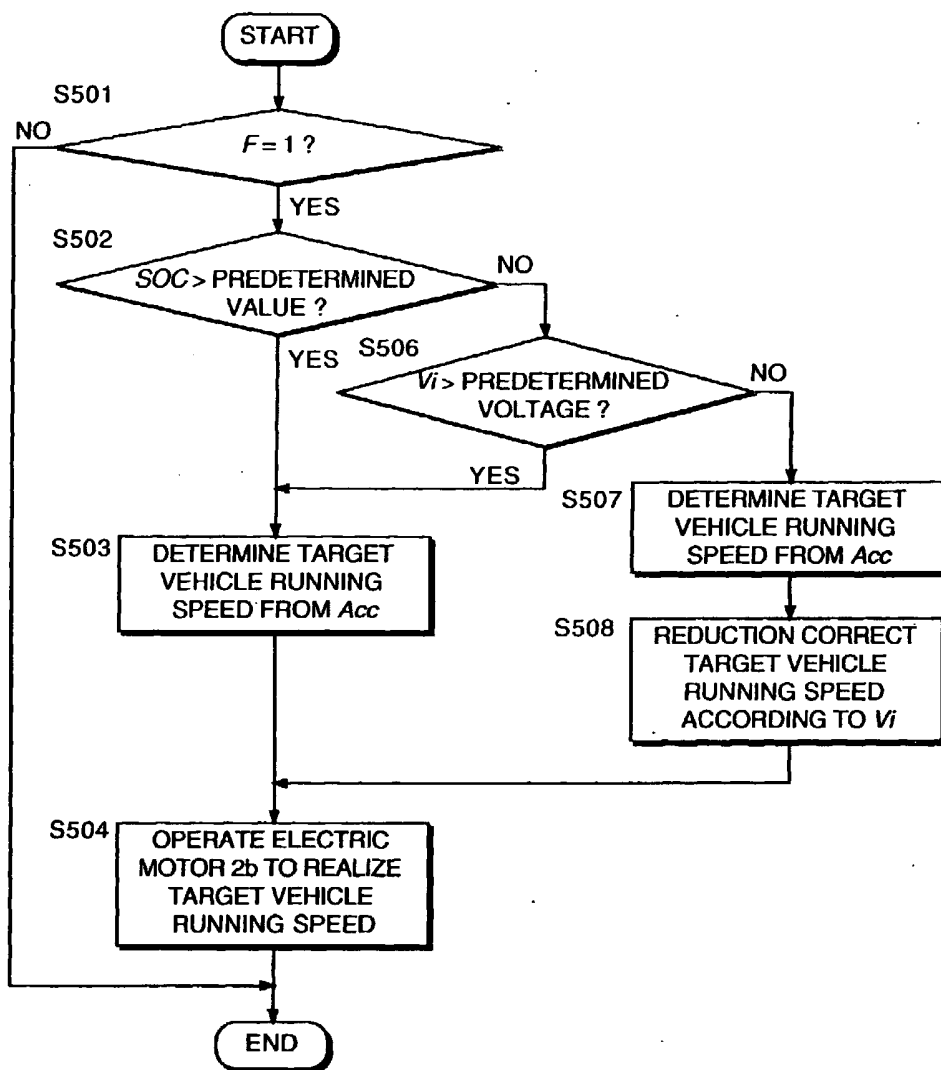 START
S501
NO
F = 1 ?
YES
S502
SOC > PREDETERMINED
VALUE ?
NO
YES
S506
Vi > PREDETERMINED
VOLTAGE ?
NO
YES
S507
DETERMINE TARGET
VEHICLE RUNNING
SPEED FROM Acc
S503
DETERMINE TARGET
VEHICLE RUNNING
SPEED FROM Acc
S508
REDUCTION CORRECT
TARGET VEHICLE
RUNNING SPEED
ACCORDING TO Vi
S504
OPERATE ELECTRIC
MOTOR 2b TO REALIZE
TARGET VEHICLE
RUNNING SPEED
END